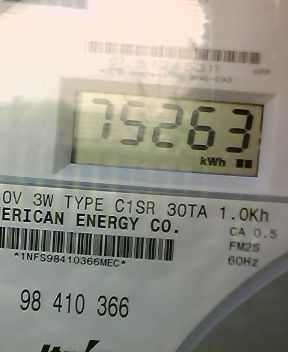 75263
kWh
0V 3W TYPE C1SR 30TA 1.0Kh
ERICAN ENERGY CO.
CA 0.5
FM2S
60Hz
*1NFS98410366MEC*
98 410 366